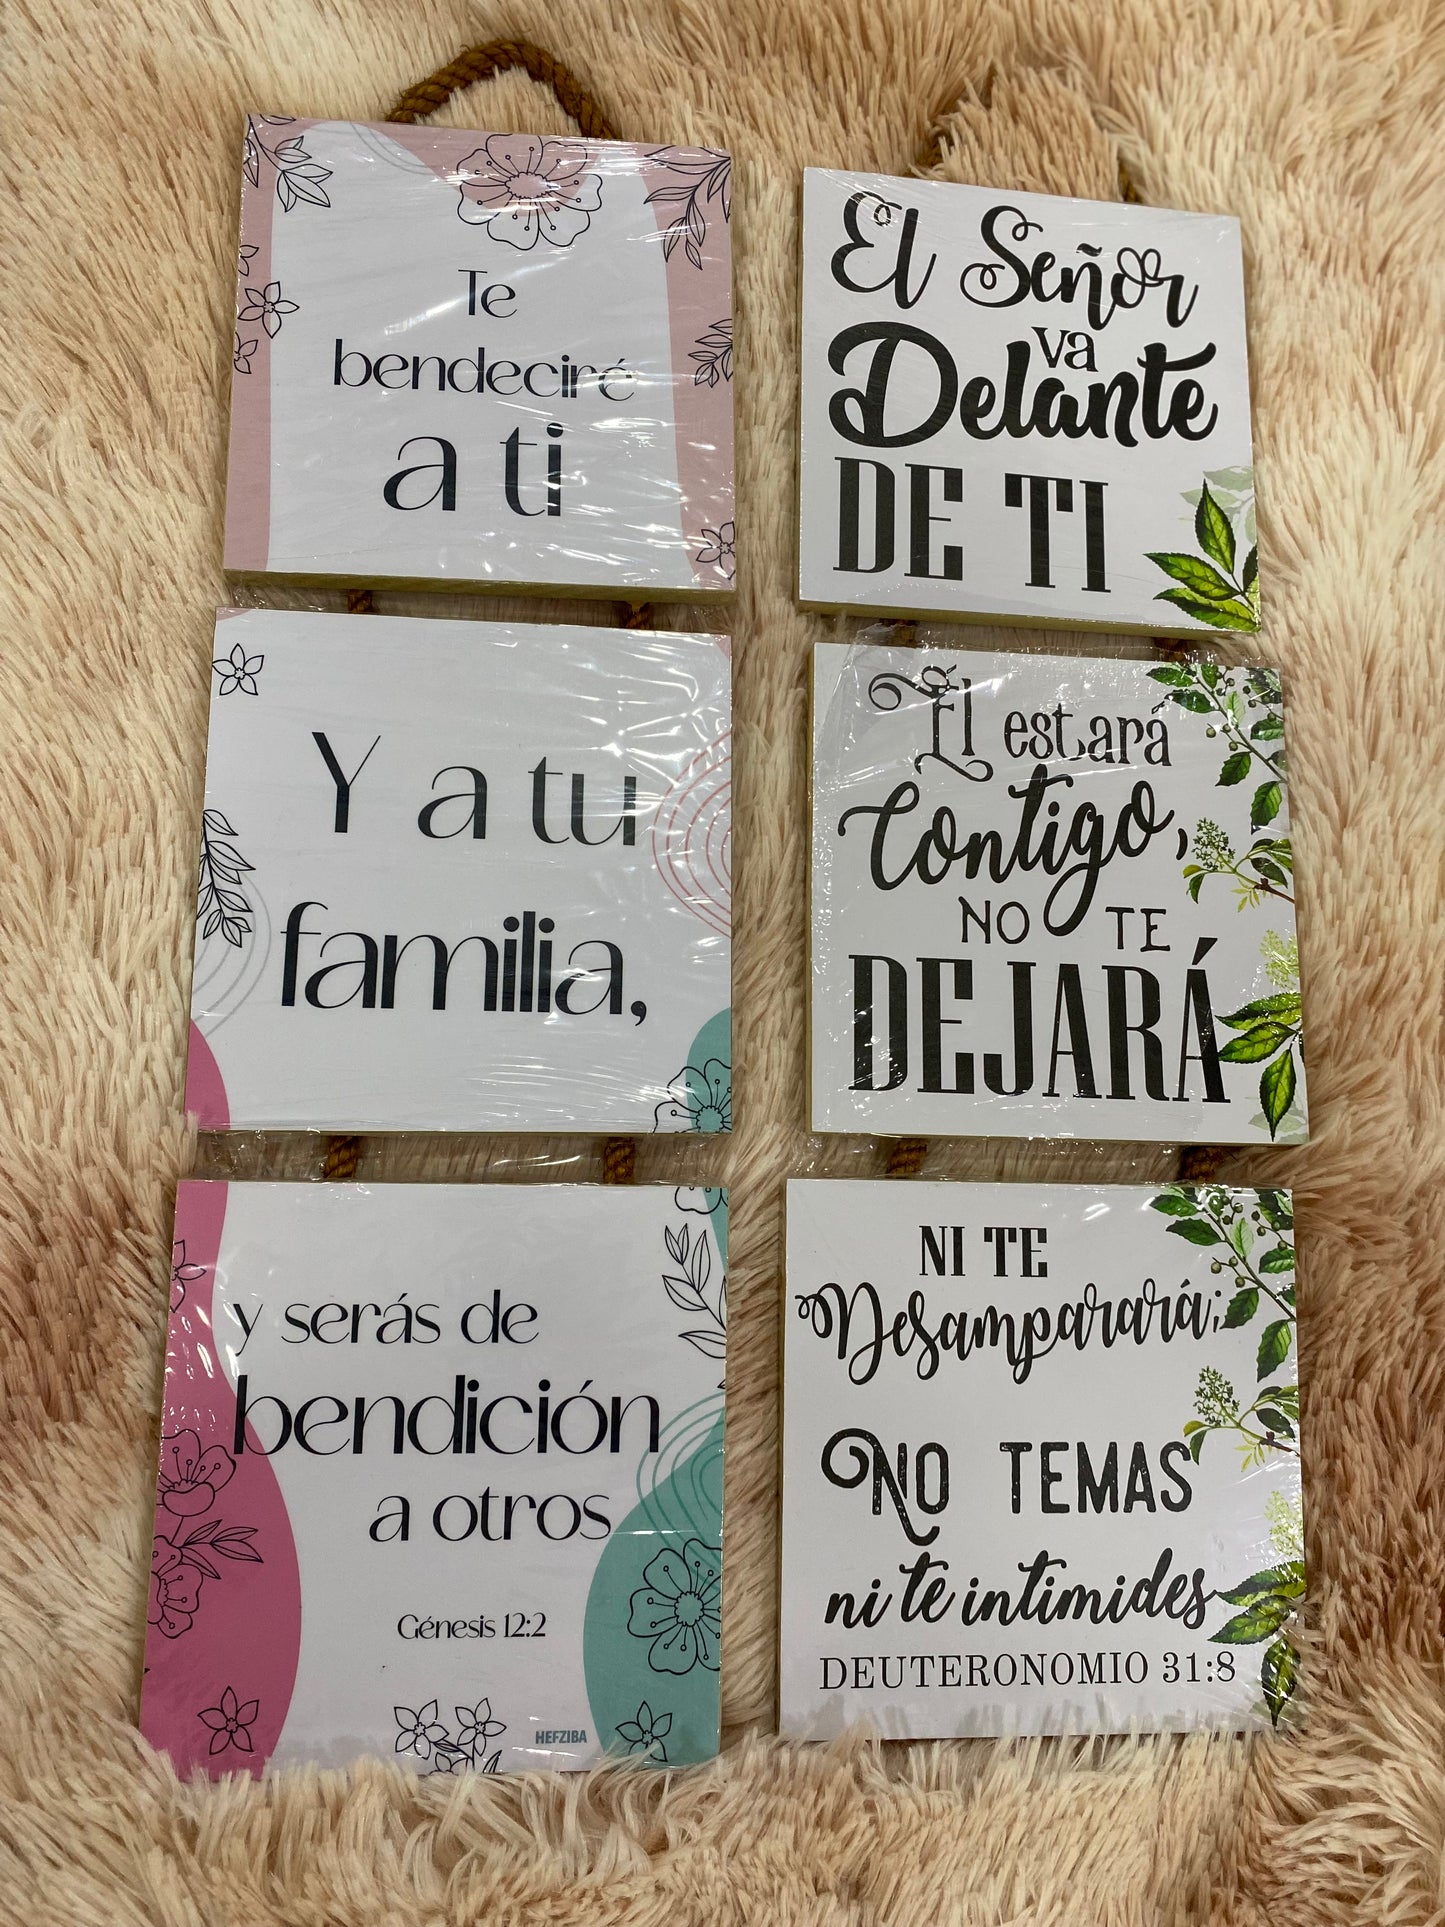 Te
bendeciré
a ti
Y a tu
familia,
y serás de
bendición
a otros
Génesis 12:2
HEFZIBA
El Señor
va
Delante
DE TI
Él estará
Contigo,
NO TE
DEJARÁ
NI TE
Desamparará;
NO TEMAS
ni te intimides
DEUTERONOMIO 31:8